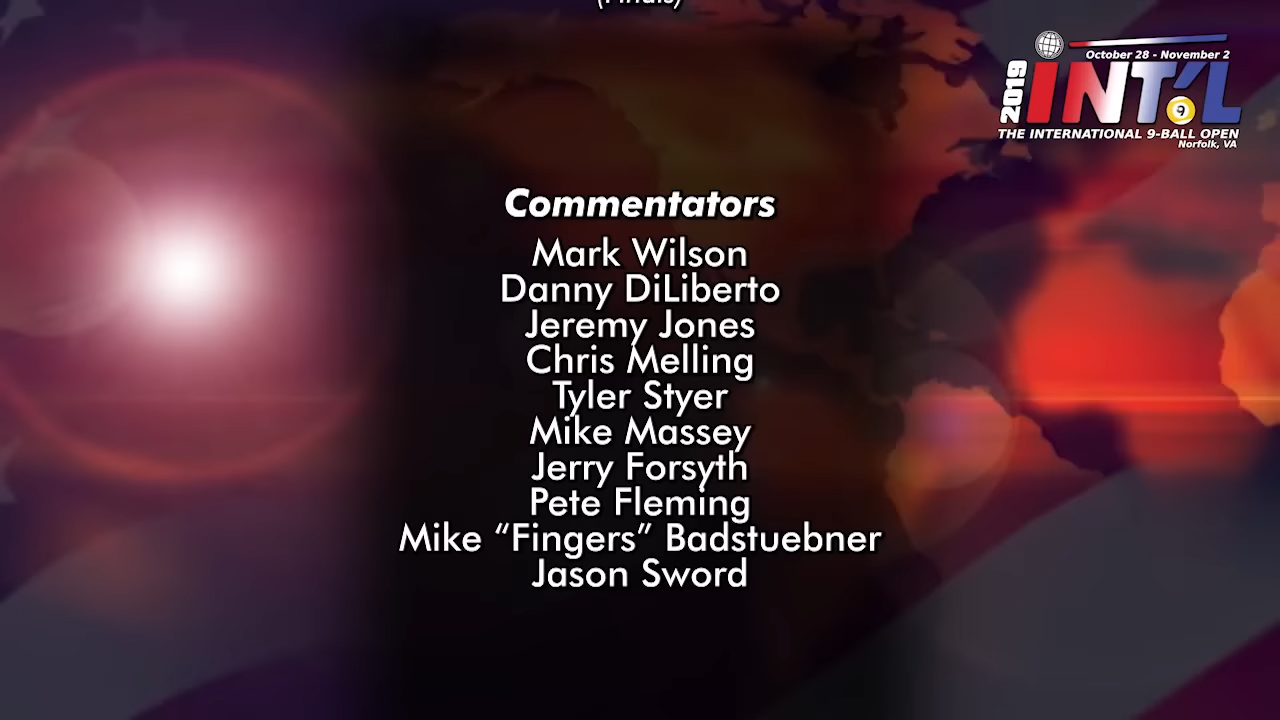 (Finals)
October 28 - November 2
2019
INT'L
9
THE INTERNATIONAL 9-BALL OPEN
Norfolk, VA
Commentators
Mark Wilson
Danny DiLiberto
Jeremy Jones
Chris Melling
Tyler Styer
Mike Massey
Jerry Forsyth
Pete Fleming
Mike “Fingers” Badstuebner
Jason Sword